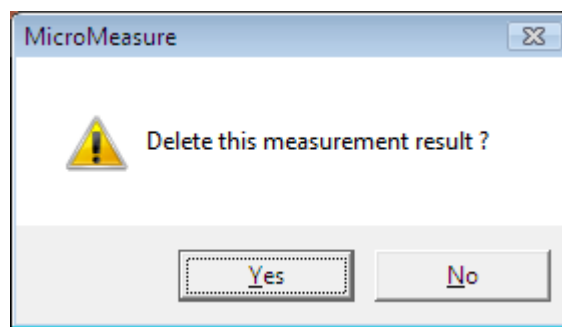 MicroMeasure
Delete this measurement result ?
Yes
No